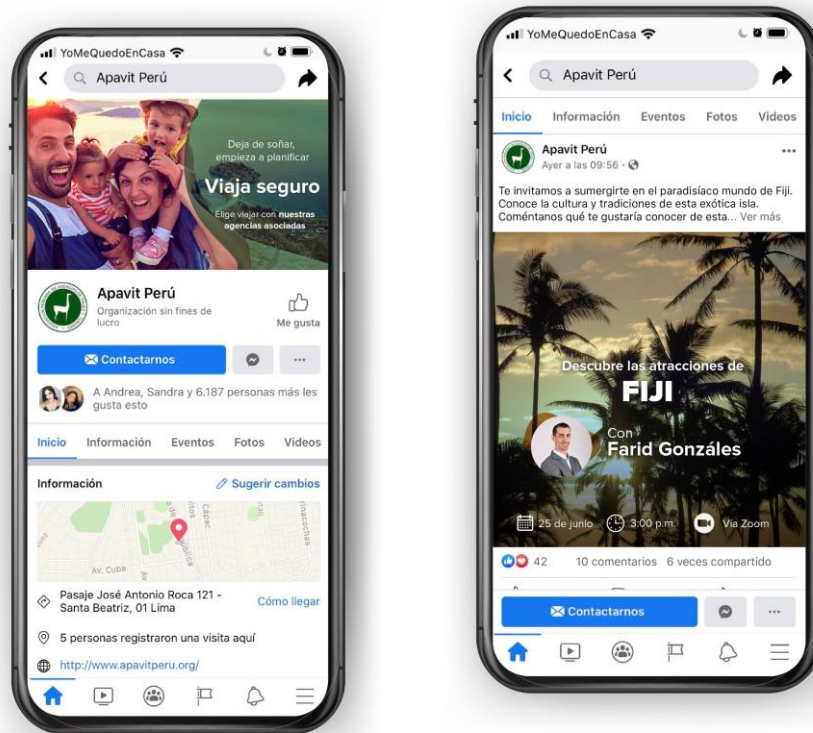 YoMeQuedoEnCasa
Apavit Perú
Deja de soñar,
empieza a planificar
Viaja seguro
Elige viajar con nuestras
agencias asociadas
Apavit Perú
Organización sin fines de
lucro
Me gusta
Contactarnos
A Andrea, Sandra y 6.187 personas más les
gusta esto
Inicio Información Eventos Fotos Videos
Información
Sugerir cambios
Av. Cuba
Cápac
Pasaje José Antonio Roca 121 -
Santa Beatriz, 01 Lima
Cómo llegar
5 personas registraron una visita aquí
http://www.apavitperu.org/
YoMeQuedoEnCasa
Apavit Perú
Inicio Información Eventos Fotos Videos
Apavit Perú
Ayer a las 09:56 ·
Te invitamos a sumergirte en el paradisíaco mundo de Fiji.
Conoce la cultura y tradiciones de esta exótica isla.
Coméntanos qué te gustaría conocer de esta... Ver más
Descubre las atracciones de
FIJI
Con
Farid Gonzáles
25 de junio 3:00 p.m. Via Zoom
42 10 comentarios 6 veces compartido
Contactarnos